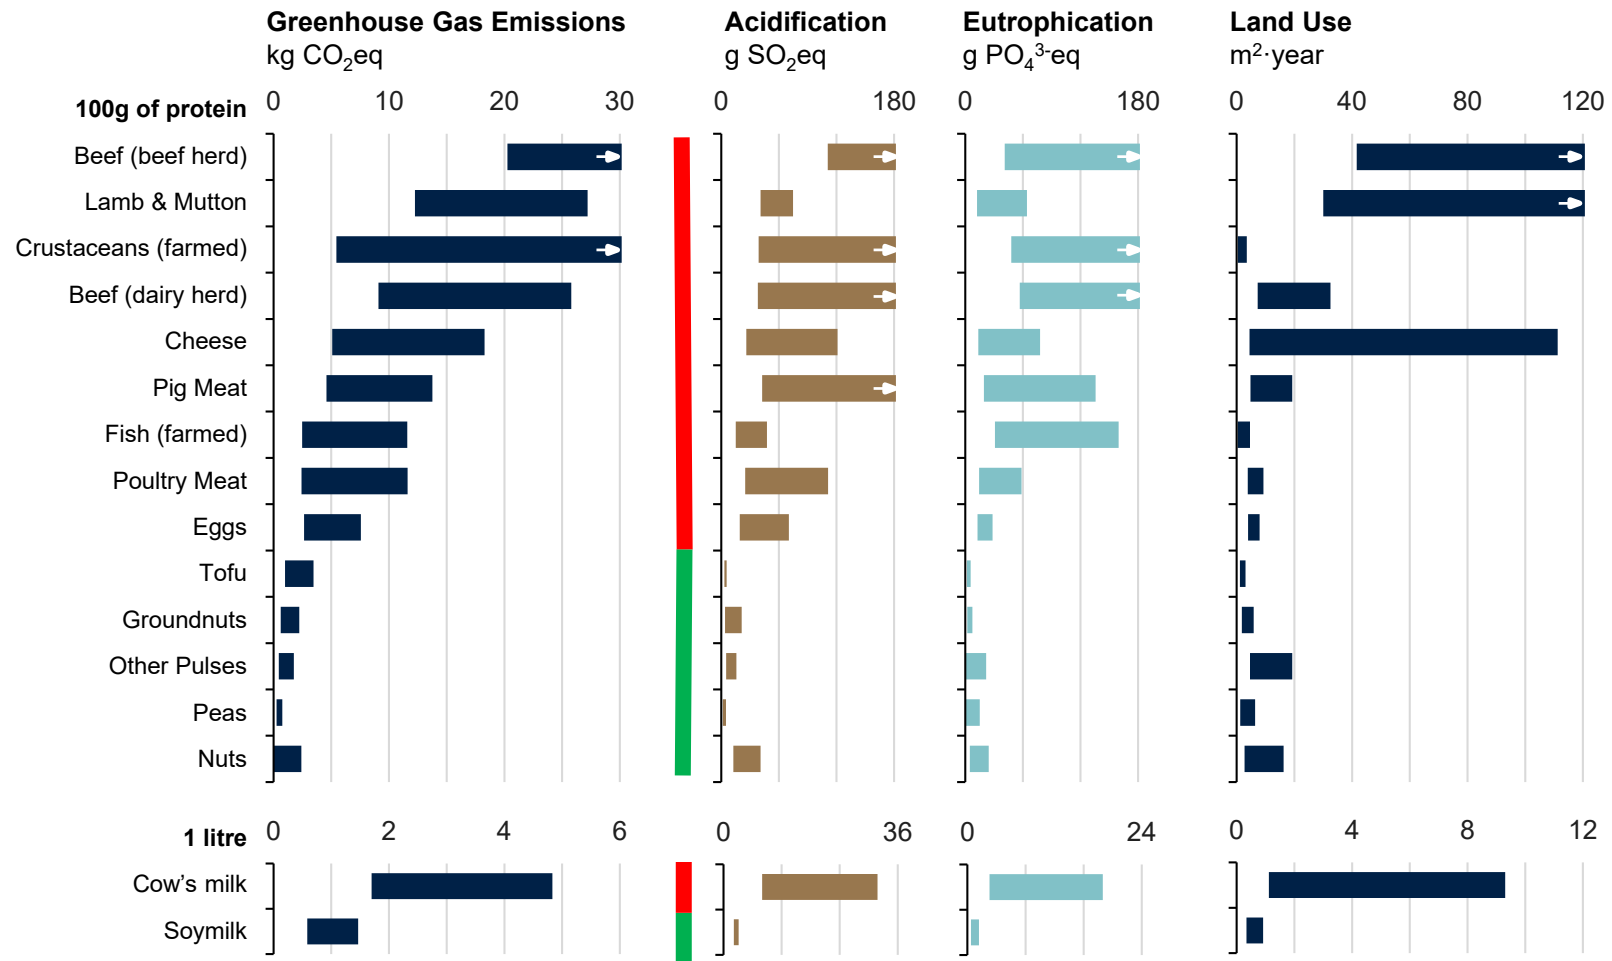 Greenhouse Gas Emissions Acidification Eutrophication Land Use
kg CO₂eq g SO₂eq g PO₄³⁻eq m²·year
100g of protein 0 10 20 30 0 180 0 180 0 40 80 120
Beef (beef herd)
Lamb & Mutton
Crustaceans (farmed)
Beef (dairy herd)
Cheese
Pig Meat
Fish (farmed)
Poultry Meat
Eggs
Tofu
Groundnuts
Other Pulses
Peas
Nuts
1 litre 0 2 4 6 0 36 0 24 0 4 8 12
Cow’s milk
Soymilk